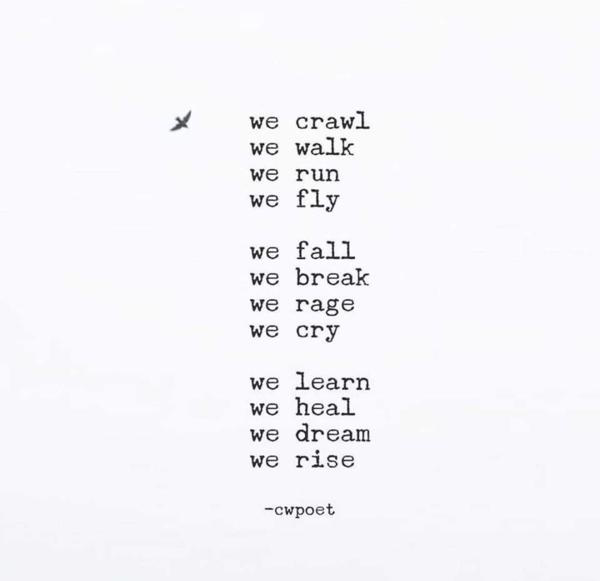 we crawl
we walk
we run
we fly
we fall
we break
we rage
we cry
we learn
we heal
we dream
we rise
-cwpoet